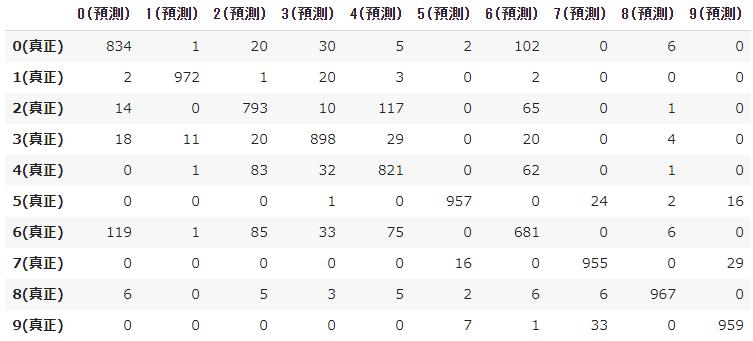 0(預測) 1(預測) 2(預測) 3(預測) 4(預測) 5(預測) 6(預測) 7(預測) 8(預測) 9(預測)
0(真正) 834 1 20 30 5 2 102 0 6 0
1(真正) 2 972 1 20 3 0 2 0 0 0
2(真正) 14 0 793 10 117 0 65 0 1 0
3(真正) 18 11 20 898 29 0 20 0 4 0
4(真正) 0 1 83 32 821 0 62 0 1 0
5(真正) 0 0 0 1 0 957 0 24 2 16
6(真正) 119 1 85 33 75 0 681 0 6 0
7(真正) 0 0 0 0 0 16 0 955 0 29
8(真正) 6 0 5 3 5 2 6 6 967 0
9(真正) 0 0 0 0 0 7 1 33 0 959